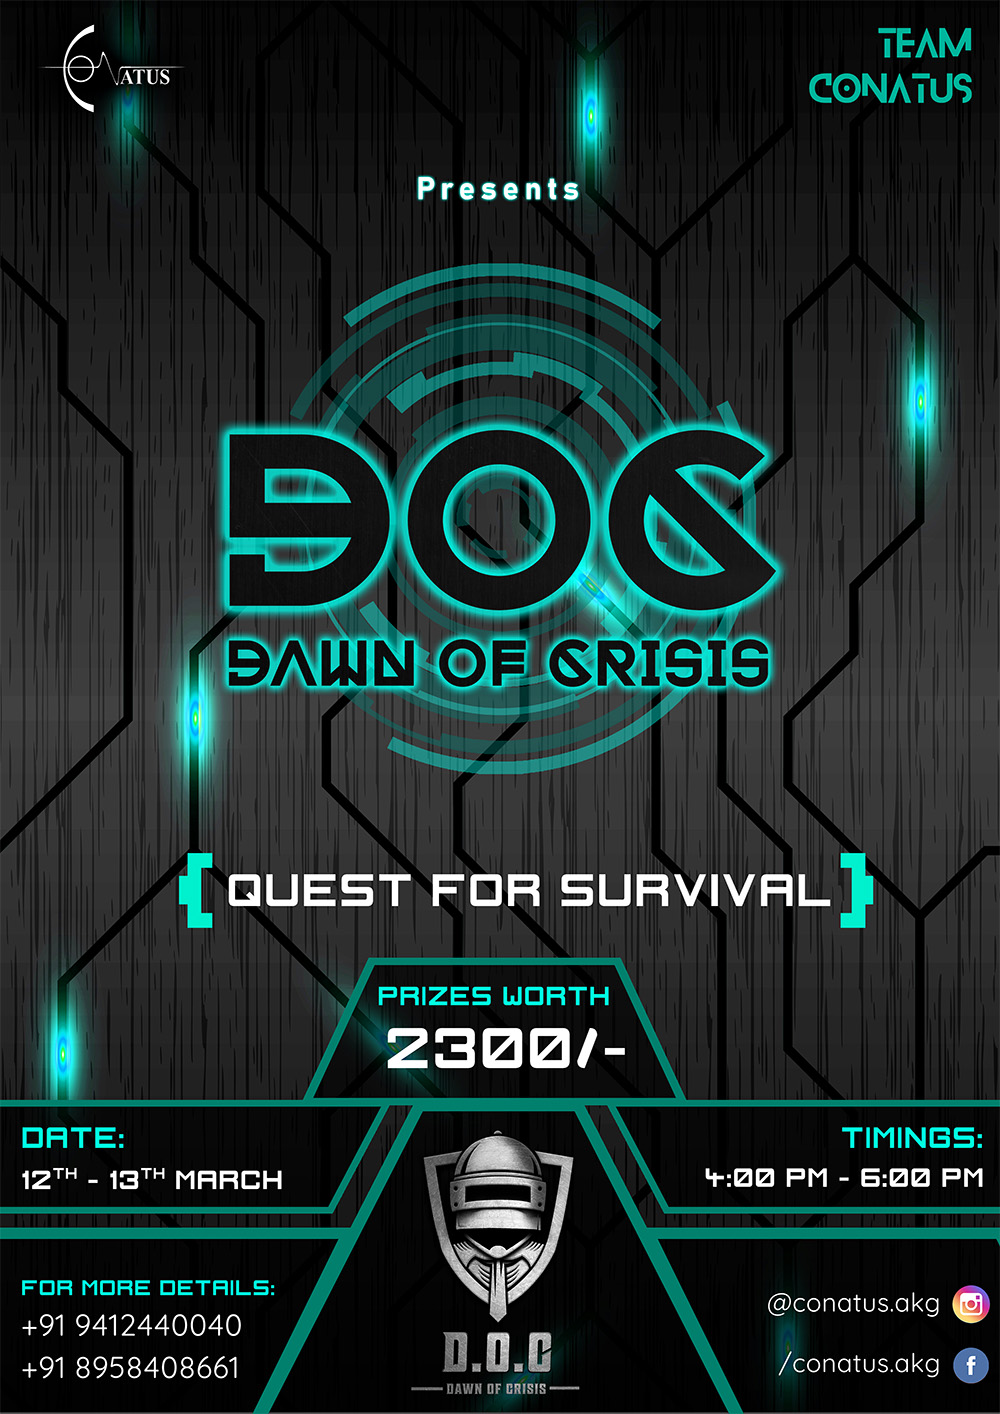 CONATUS
TEAM
CONATUS
Presents
DOC
DAWN OF CRISIS
QUEST FOR SURVIVAL
PRIZES WORTH
2300/-
DATE:
12TH - 13TH MARCH
TIMINGS:
4:00 PM - 6:00 PM
FOR MORE DETAILS:
+91 9412440040
+91 8958408661
@conatus.akg
/conatus.akg
D.O.C
DAWN OF CRISIS